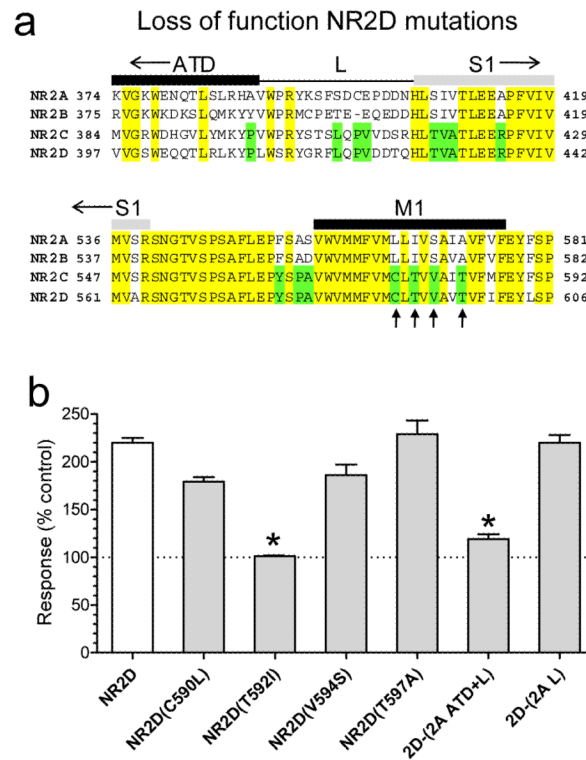 a Loss of function NR2D mutations
←ATD L S1→
NR2A 374 KVGKWENQTLSLRHAVWPRYKSFSDCEPDDNHLSIVTLEEAPFVIV 419
NR2B 375 RVGKWKDKSLQMKYYVWPRMCPETE-EQEDDHLSIVTLEEAPFVIV 419
NR2C 384 MVGRWDHGVLYMKYPVWPRYSTSLQPVVDSRHLTVATLEERPFVIV 429
NR2D 397 VVGSWEQQTLRLKYPLWSRYGRFLQPVDDTQHLTVATLEERPFVIV 442
←S1 M1
NR2A 536 MVSRSNGTVSPSAFLEPFSASVWVMMFVMLLIVSAIAVFVFEYFSP 581
NR2B 537 MVSRSNGTVSPSAFLEPFSADVWVMMFVMLLIVSAVAVFVFEYFSP 582
NR2C 547 MVSRSNGTVSPSAFLEPYSPAVWVMMFVMCLTVVAITVFMFEYFSP 592
NR2D 561 MVARSNGTVSPSAFLEPYSPAVWVMMFVMCLTVVAVTVFIFEYLSP 606
b
Response (% control)
250
200
150
100
50
0
*
*
NR2D
NR2D(C590L)
NR2D(T592I)
NR2D(V594S)
NR2D(T597A)
2D-(2A ATD+L)
2D-(2A L)